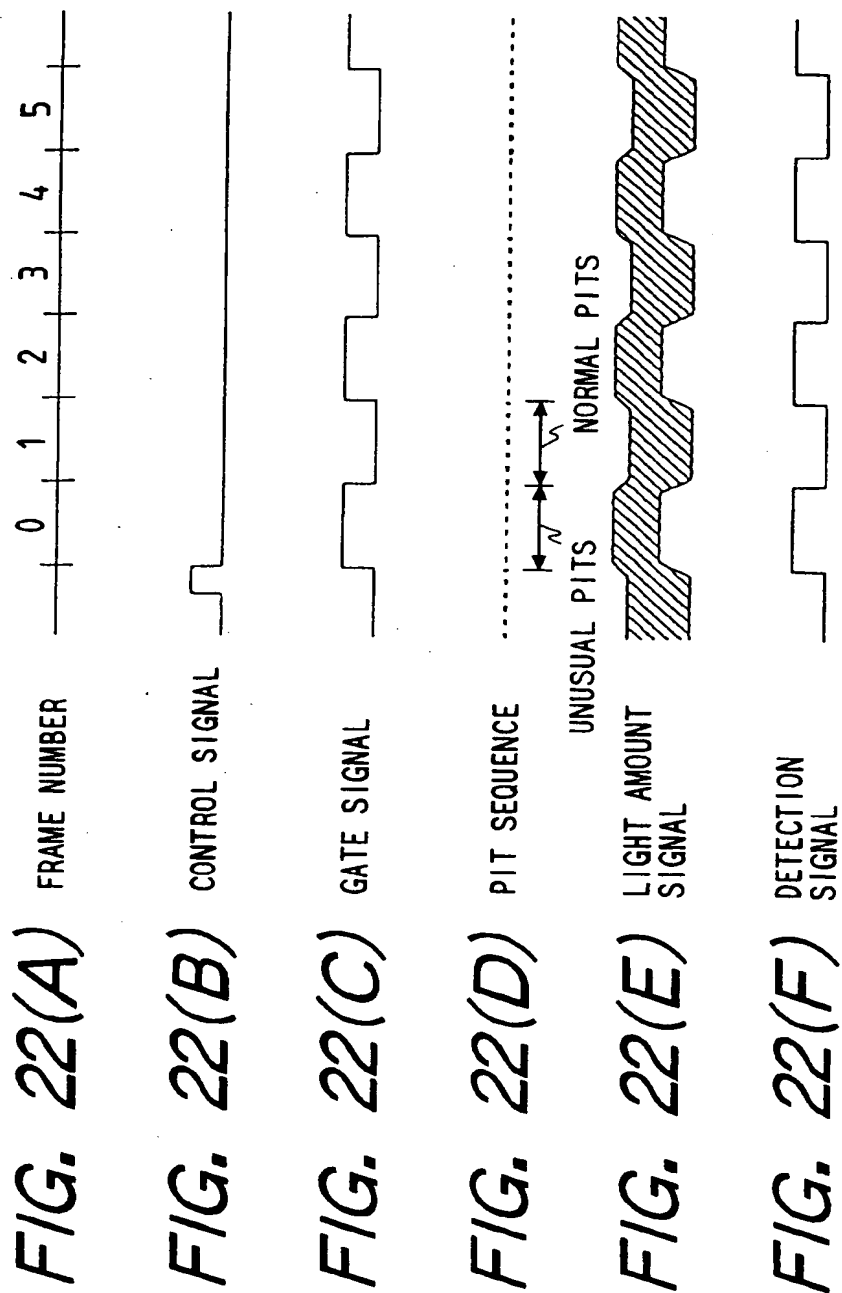 FIG. 22(A) FRAME NUMBER 0 1 2 3 4 5
FIG. 22(B) CONTROL SIGNAL
FIG. 22(C) GATE SIGNAL
FIG. 22(D) PIT SEQUENCE
UNUSUAL PITS NORMAL PITS
FIG. 22(E) LIGHT AMOUNT
SIGNAL
FIG. 22(F) DETECTION
SIGNAL